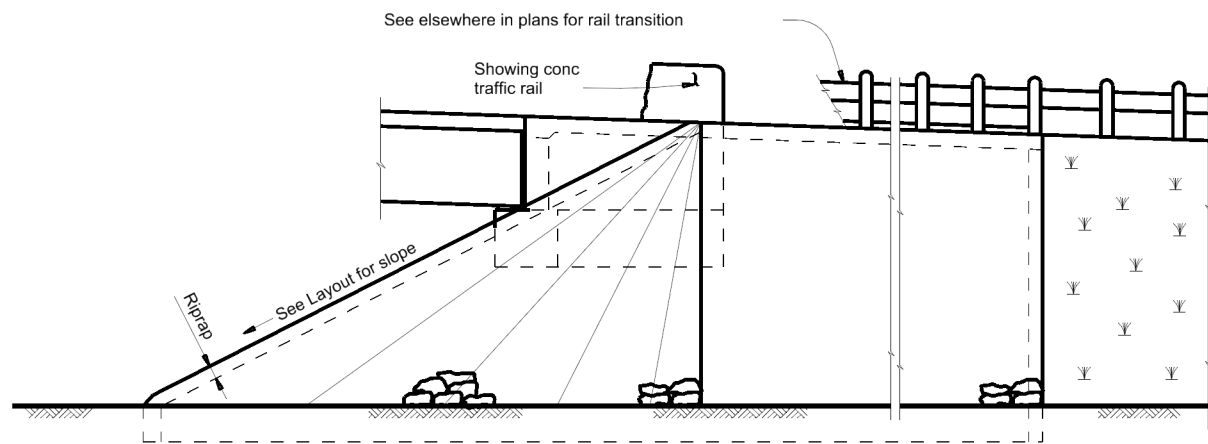 See elsewhere in plans for rail transition
Showing conc
traffic rail
See Layout for slope
Riprap